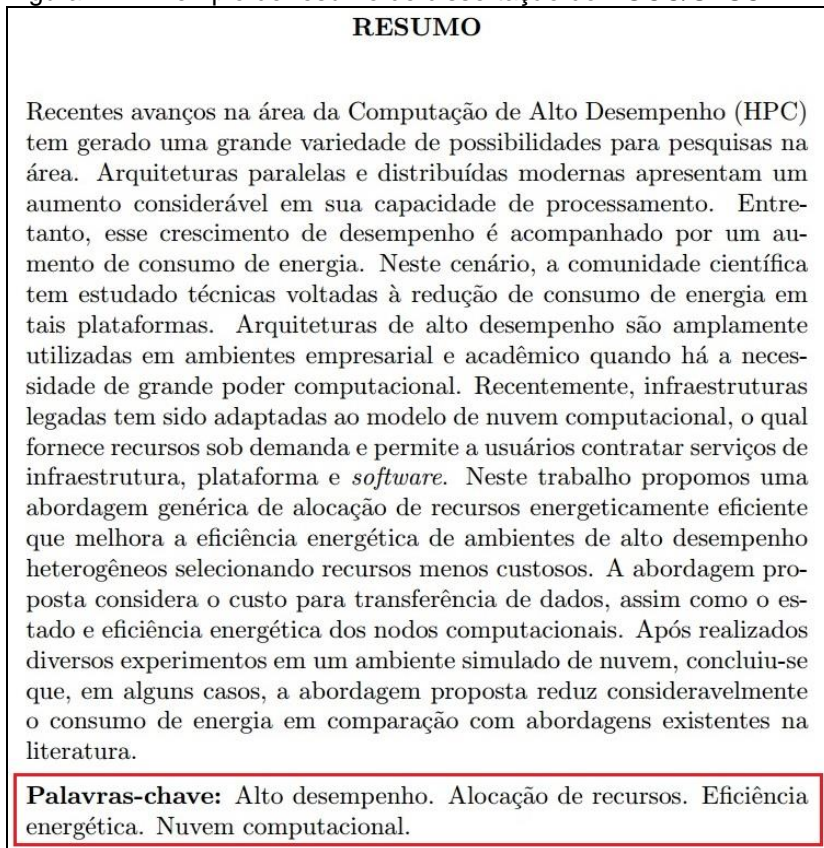 RESUMO
Recentes avanços na área da Computação de Alto Desempenho (HPC)
tem gerado uma grande variedade de possibilidades para pesquisas na
área. Arquiteturas paralelas e distribuídas modernas apresentam um
aumento considerável em sua capacidade de processamento. Entre-
tanto, esse crescimento de desempenho é acompanhado por um au-
mento de consumo de energia. Neste cenário, a comunidade científica
tem estudado técnicas voltadas à redução de consumo de energia em
tais plataformas. Arquiteturas de alto desempenho são amplamente
utilizadas em ambientes empresarial e acadêmico quando há a neces-
sidade de grande poder computacional. Recentemente, infraestruturas
legadas tem sido adaptadas ao modelo de nuvem computacional, o qual
fornece recursos sob demanda e permite a usuários contratar serviços de
infraestrutura, plataforma e software. Neste trabalho propomos uma
abordagem genérica de alocação de recursos energeticamente eficiente
que melhora a eficiência energética de ambientes de alto desempenho
heterogêneos selecionando recursos menos custosos. A abordagem pro-
posta considera o custo para transferência de dados, assim como o es-
tado e eficiência energética dos nodos computacionais. Após realizados
diversos experimentos em um ambiente simulado de nuvem, concluiu-se
que, em alguns casos, a abordagem proposta reduz consideravelmente
o consumo de energia em comparação com abordagens existentes na
literatura.
Palavras-chave: Alto desempenho. Alocação de recursos. Eficiência
energética. Nuvem computacional.